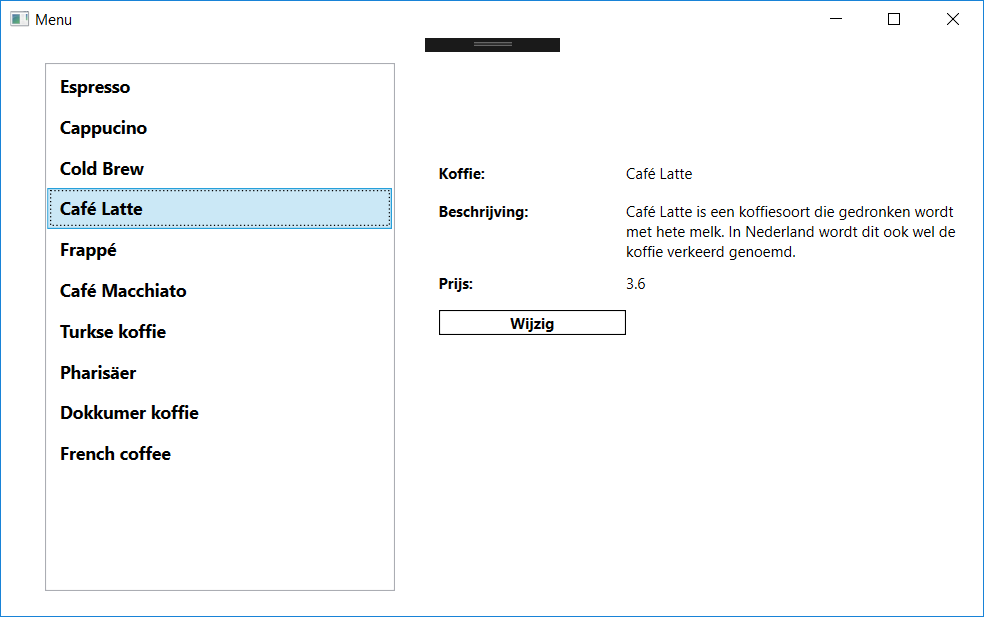 Menu
Espresso
Cappucino
Cold Brew
Café Latte
Frappé
Café Macchiato
Turkse koffie
Pharisäer
Dokkumer koffie
French coffee
Koffie: Café Latte
Beschrijving: Café Latte is een koffiesoort die gedronken wordt
met hete melk. In Nederland wordt dit ook wel de
koffie verkeerd genoemd.
Prijs: 3.6
Wijzig